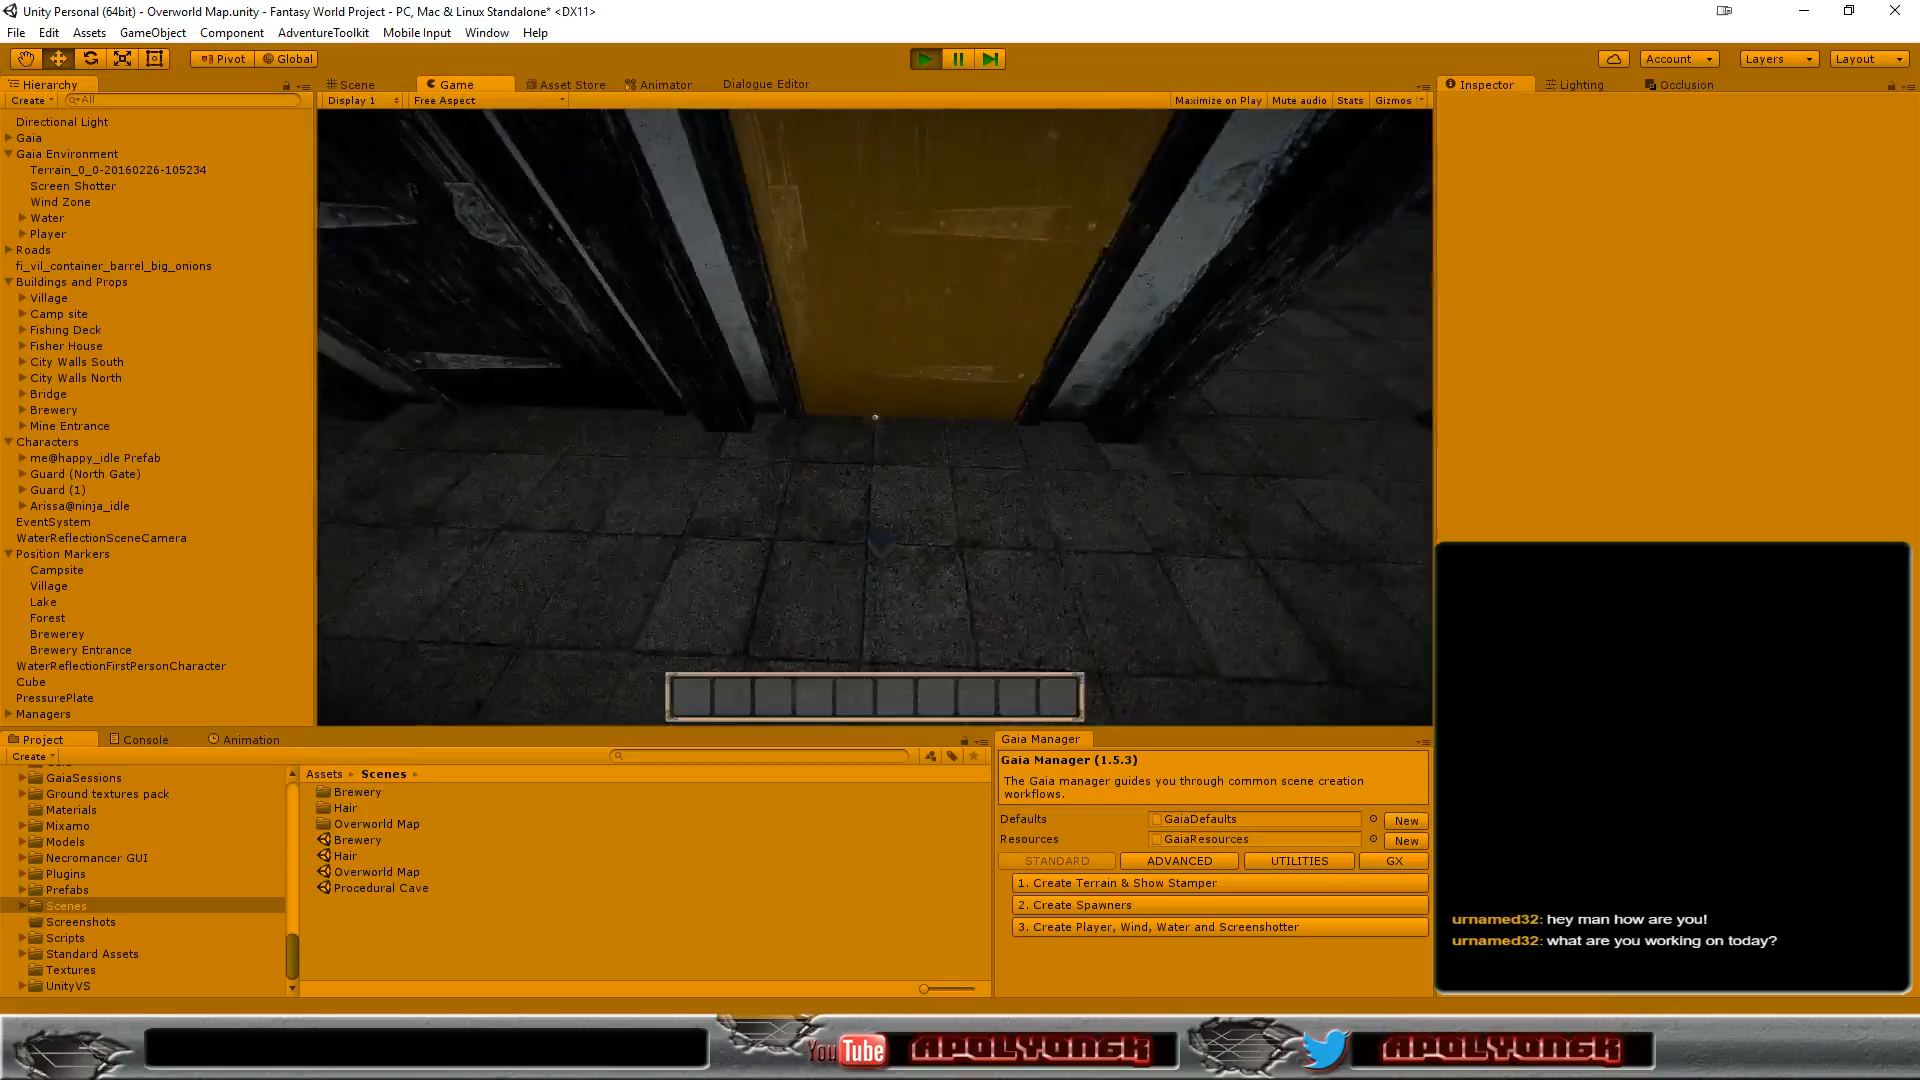 Unity Personal (64bit) - Overworld Map.unity - Fantasy World Project - PC, Mac & Linux Standalone* <DX11>
File Edit Assets GameObject Component AdventureToolkit Mobile Input Window Help
Pivot Global Account Layers Layout
Hierarchy
Create All
Directional Light
Gaia
Gaia Environment
Terrain_0_0-20160226-105234
Screen Shotter
Wind Zone
Water
Player
Roads
fi_vil_container_barrel_big_onions
Buildings and Props
Village
Camp site
Fishing Deck
Fisher House
City Walls South
City Walls North
Bridge
Brewery
Mine Entrance
Characters
me@happy_idle Prefab
Guard (North Gate)
Guard (1)
Arissa@ninja_idle
EventSystem
WaterReflectionSceneCamera
Position Markers
Campsite
Village
Lake
Forest
Brewerey
Brewery Entrance
WaterReflectionFirstPersonCharacter
Cube
PressurePlate
Managers
Scene Game Asset Store Animator Dialogue Editor
Display 1 Free Aspect Maximize on Play Mute audio Stats Gizmos
Inspector Lighting Occlusion
Project Console Animation
Create
GaiaSessions
Ground textures pack
Materials
Mixamo
Models
Necromancer GUI
Plugins
Prefabs
Scenes
Screenshots
Scripts
Standard Assets
Textures
UnityVS
Assets Scenes
Brewery
Hair
Overworld Map
Brewery
Hair
Overworld Map
Procedural Cave
Gaia Manager
Gaia Manager (1.5.3)
The Gaia manager guides you through common scene creation
workflows.
Defaults GaiaDefaults New
Resources GaiaResources New
STANDARD ADVANCED UTILITIES GX
1. Create Terrain & Show Stamper
2. Create Spawners
3. Create Player, Wind, Water and Screenshotter
urnamed32: hey man how are you!
urnamed32: what are you working on today?
YouTube APOLYON6K APOLYON6K